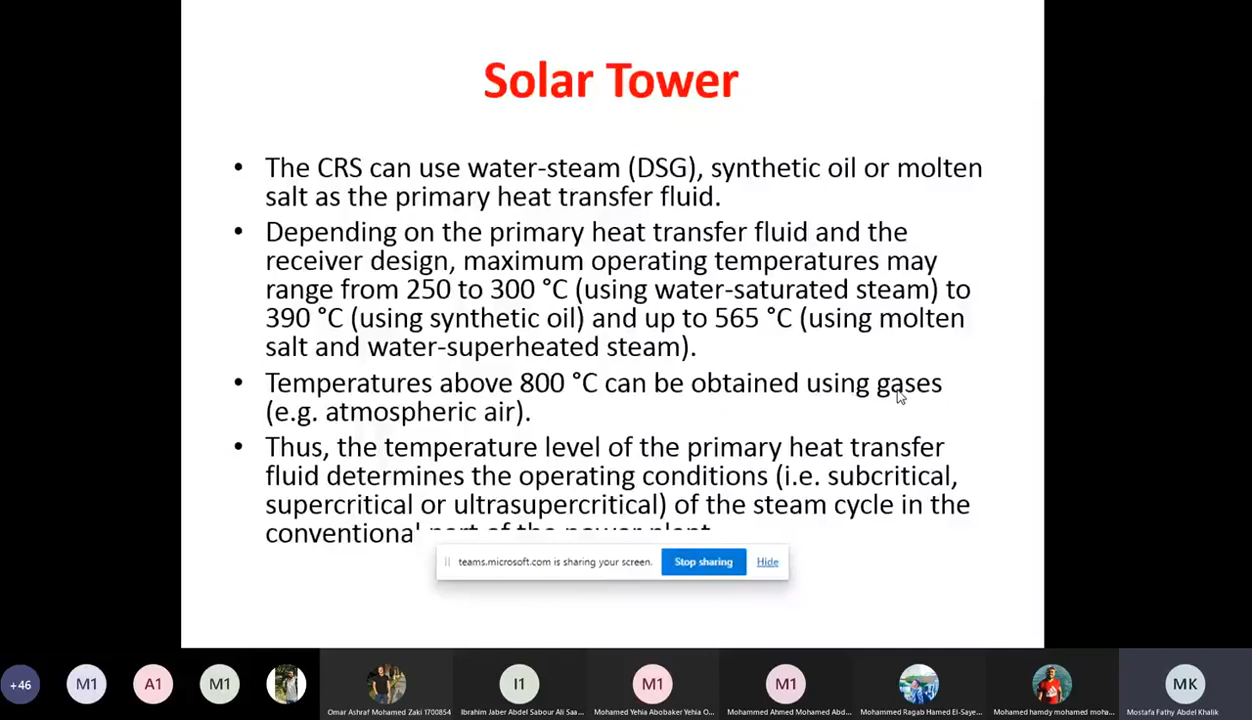 Solar Tower
• The CRS can use water-steam (DSG), synthetic oil or molten
salt as the primary heat transfer fluid.
• Depending on the primary heat transfer fluid and the
receiver design, maximum operating temperatures may
range from 250 to 300 °C (using water-saturated steam) to
390 °C (using synthetic oil) and up to 565 °C (using molten
salt and water-superheated steam).
• Temperatures above 800 °C can be obtained using gases
(e.g. atmospheric air).
• Thus, the temperature level of the primary heat transfer
fluid determines the operating conditions (i.e. subcritical,
supercritical or ultrasupercritical) of the steam cycle in the
conventional part of the power plant
teams.microsoft.com is sharing your screen.
Stop sharing
Hide
+46
M1
A1
M1
I1
M1
M1
MK
Omar Ashraf Mohamed Zaki 1700854
Ibrahim Jaber Abdel Sabour Ali Saa...
Mohamed Yehia Abobaker Yehia O...
Mohammed Ahmed Mohamed Abd...
Mohammed Ragab Hamed El-Saye...
Mohamed hamdy mohamed moha...
Mostafa Fathy Abdel Khalik